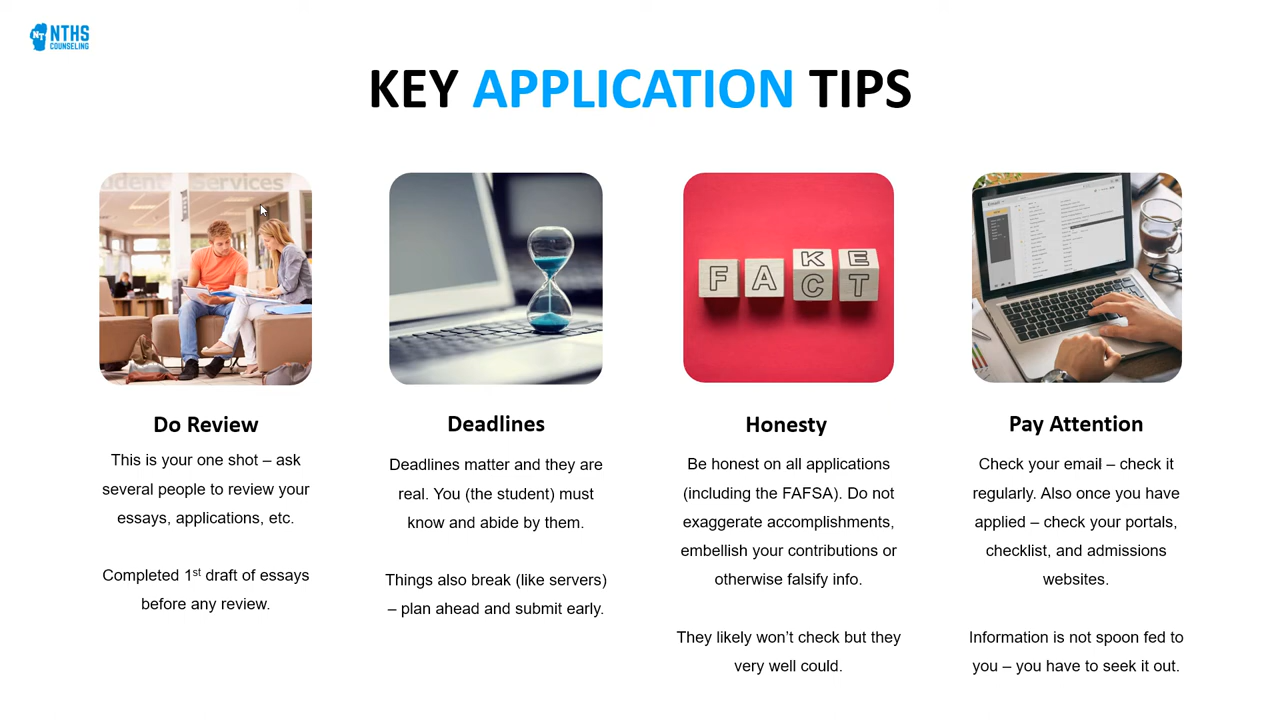 NTHS
COUNSELING
KEY APPLICATION TIPS
udent Services
F A K E
C T
Do Review
This is your one shot – ask
several people to review your
essays, applications, etc.
Completed 1st draft of essays
before any review.
Deadlines
Deadlines matter and they are
real. You (the student) must
know and abide by them.
Things also break (like servers)
– plan ahead and submit early.
Honesty
Be honest on all applications
(including the FAFSA). Do not
exaggerate accomplishments,
embellish your contributions or
otherwise falsify info.
They likely won’t check but they
very well could.
Pay Attention
Check your email – check it
regularly. Also once you have
applied – check your portals,
checklist, and admissions
websites.
Information is not spoon fed to
you – you have to seek it out.